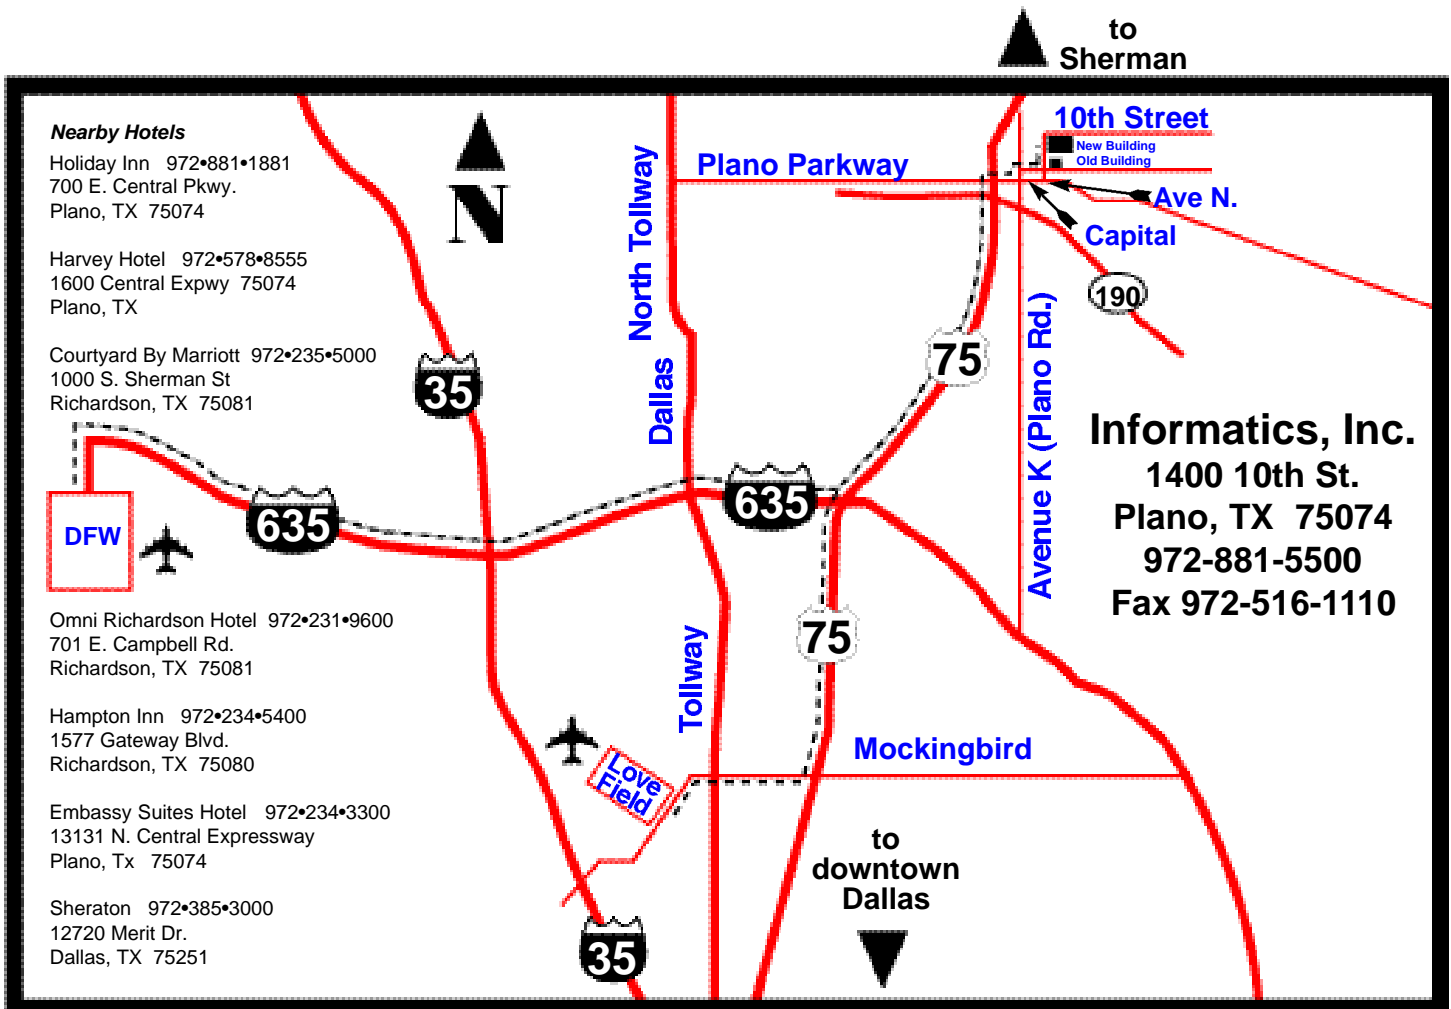 to
Sherman
Nearby Hotels
Holiday Inn 972•881•1881
700 E. Central Pkwy.
Plano, TX 75074
Harvey Hotel 972•578•8555
1600 Central Expwy 75074
Plano, TX
Courtyard By Marriott 972•235•5000
1000 S. Sherman St
Richardson, TX 75081
N
North Tollway
Dallas
Plano Parkway
10th Street
New Building
Old Building
Ave N.
Capital
190
35
75
Avenue K (Plano Rd.)
635
635
DFW
Informatics, Inc.
1400 10th St.
Plano, TX 75074
972-881-5500
Fax 972-516-1110
Omni Richardson Hotel 972•231•9600
701 E. Campbell Rd.
Richardson, TX 75081
Hampton Inn 972•234•5400
1577 Gateway Blvd.
Richardson, TX 75080
Embassy Suites Hotel 972•234•3300
13131 N. Central Expressway
Plano, Tx 75074
Sheraton 972•385•3000
12720 Merit Dr.
Dallas, TX 75251
75
Tollway
Love
Field
Mockingbird
to
downtown
Dallas
35